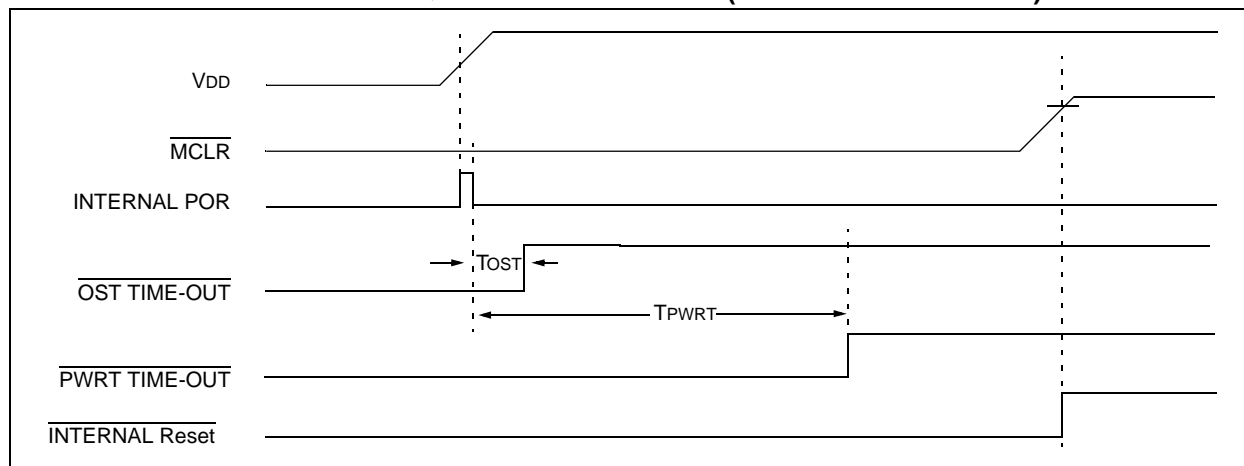 VDD
MCLR
INTERNAL POR
TOST
OST TIME-OUT
TPWRT
PWRT TIME-OUT
INTERNAL Reset